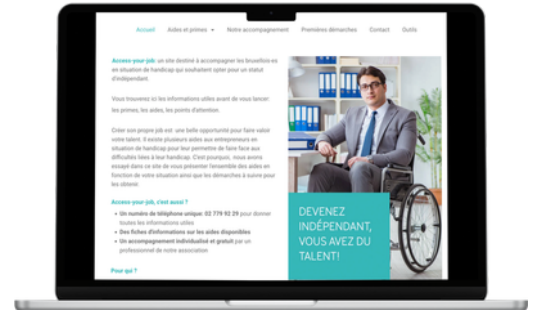 Accueil Aides et primes Notre accompagnement Premières démarches Contact Outils
Access-your-job: un site destiné à accompagner les bruxellois·es
en situation de handicap qui souhaitent opter pour un statut
d'indépendant.
Vous trouverez ici les informations utiles avant de vous lancer:
les primes, les aides, les points d'attention.
Créer son propre job est une belle opportunité pour faire valoir
votre talent. Il existe plusieurs aides aux entrepreneurs en
situation de handicap pour leur permettre de faire face aux
difficultés liées à leur handicap. C'est pourquoi, nous avons
essayé dans ce site de vous présenter l'ensemble des aides en
fonction de votre situation ainsi que les démarches à suivre pour
les obtenir.
Access-your-job, c'est aussi ?
• Un numéro de téléphone unique: 02 779 92 29 pour donner
toutes les informations utiles
• Des fiches d'informations sur les aides disponibles
• Un accompagnement individualisé et gratuit par un
professionnel de notre association
Pour qui ?
DEVENEZ
INDÉPENDANT,
VOUS AVEZ DU
TALENT!